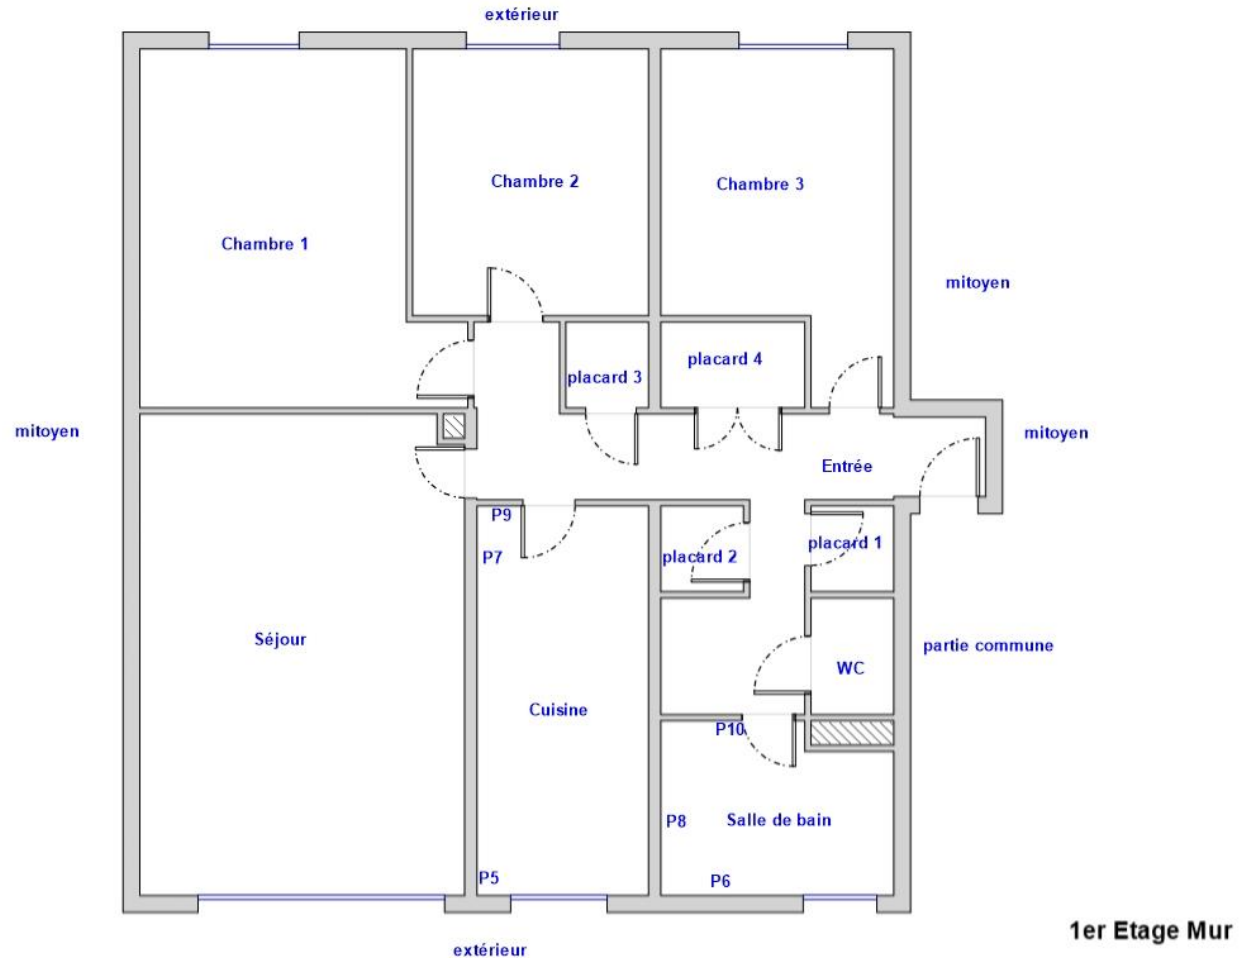 extérieur
Chambre 2
Chambre 3
Chambre 1
mitoyen
placard 4
placard 3
mitoyen
mitoyen
Entrée
P9
placard 1
P7
placard 2
Séjour
partie commune
WC
Cuisine
P10
P8
Salle de bain
P5
P6
1er Etage Mur
extérieur